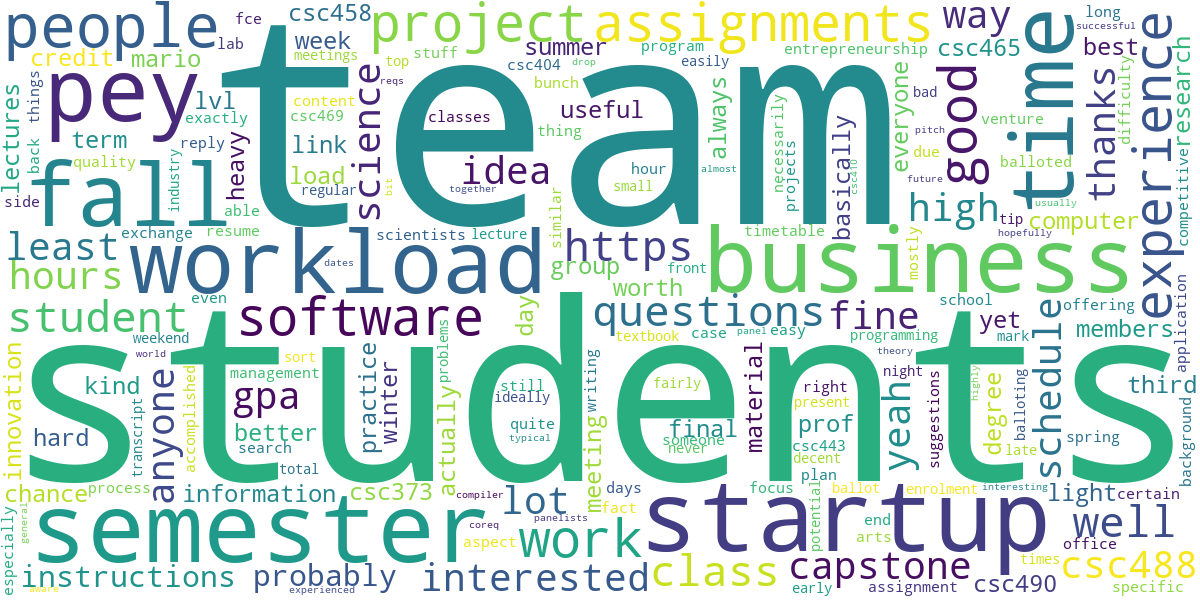 people
fce
lab
csc458
project
assignments
way
long
successful
credit
mario
week
meetings
stuff
top
summer
program
entrepreneurship
csc465
best
experience
things
pey
team
time
lvl
exactly
content
csc469
science
csc404
drop
reqs
bunch
easily
useful
always
everyone
good
bad
pitch
thanks
research
difficulty
lectures
back
term
reply
heavy
link
classes
thing
necessarily
projects
csc410
basically
due
venture
balloted
quality
industry
load
regular
idea
hour
small
almost
future
usually
competitive
side
fall
able
resume
bit
together
similar
high
tip
computer
hopefully
mostly
least
exchange
workload
scientists
lecture
https
timetable
business
hours
dates
group
front
worth
student
even
software
day
questions
fine
school
yet
offering
members
application
weekend
world
sort
management
problems
textbook
case
panel
easy
programming
mark
theory
innovation
students
kind
anyone
accomplished
gpa
practice
winter
actually
still
ideally
quite
typical
writing
meeting
fairly
final
someone
never
material
right
present
prof
csc443
decent
plan
night
yeah
suggestions
highly
degree
balloting
late
schedule
third
spring
background
hard
transcript
better
search
total
chance
process
information
csc373
compiler
lot
days
fact
focus
potential
ballot
enrolment
interesting
light
certain
especially
general
semester
coreq
panelists
aspect
work
startup
end
arts
well
office
instructions
probably
experienced
interested
class
capstone
early
assignment
csc490
times
csc488
specific
aware